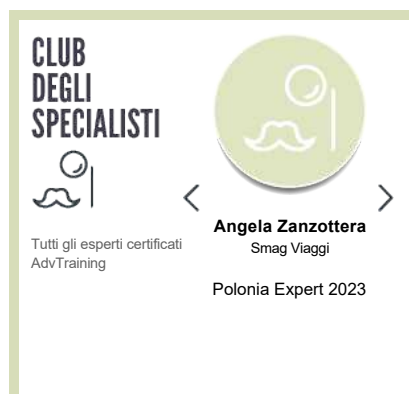 CLUB
DEGLI
SPECIALISTI
Tutti gli esperti certificati
AdvTraining
Angela Zanzottera
Smag Viaggi
Polonia Expert 2023